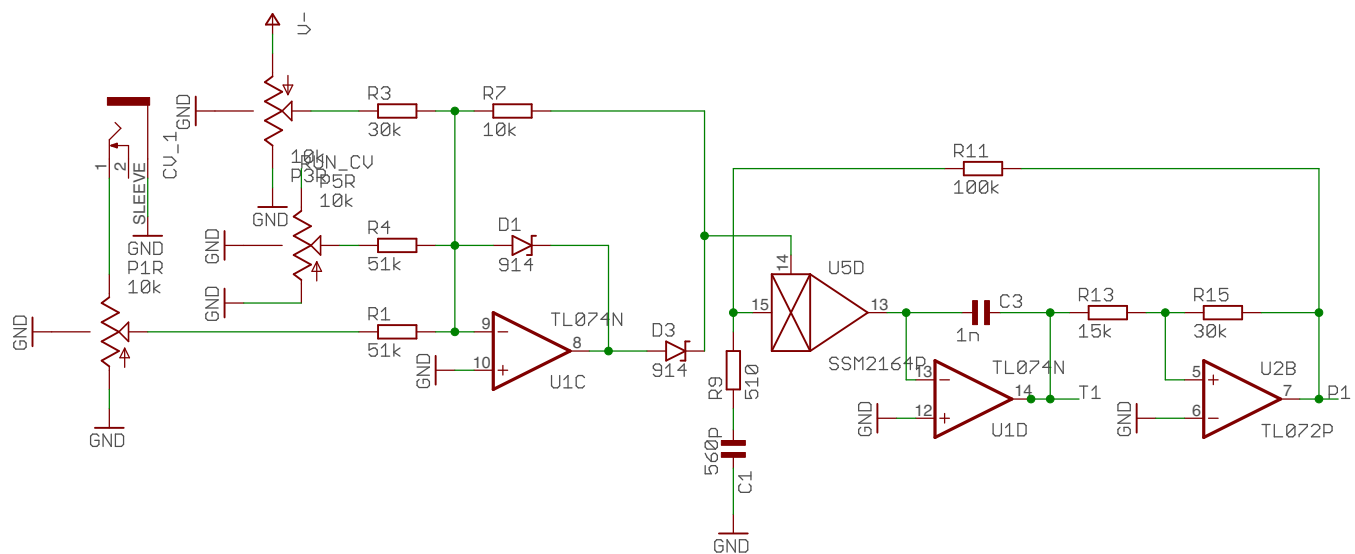 V-
GND
R3
30k
R7
10k
CV_1
1
2
SLEEVE
GND
10k
P3R
GND
RUN_CV
P5R
10k
GND
GND
R4
51k
D1
914
P1R
10k
GND
GND
R1
51k
9
10
8
TL074N
U1C
GND
D3
914
R11
100k
14
15
13
U5D
SSM2164P
R9
510
560P
C1
GND
C3
1n
13
12
14
TL074N
U1D
GND
T1
R13
15k
R15
30k
5
6
7
U2B
TL072P
GND
P1